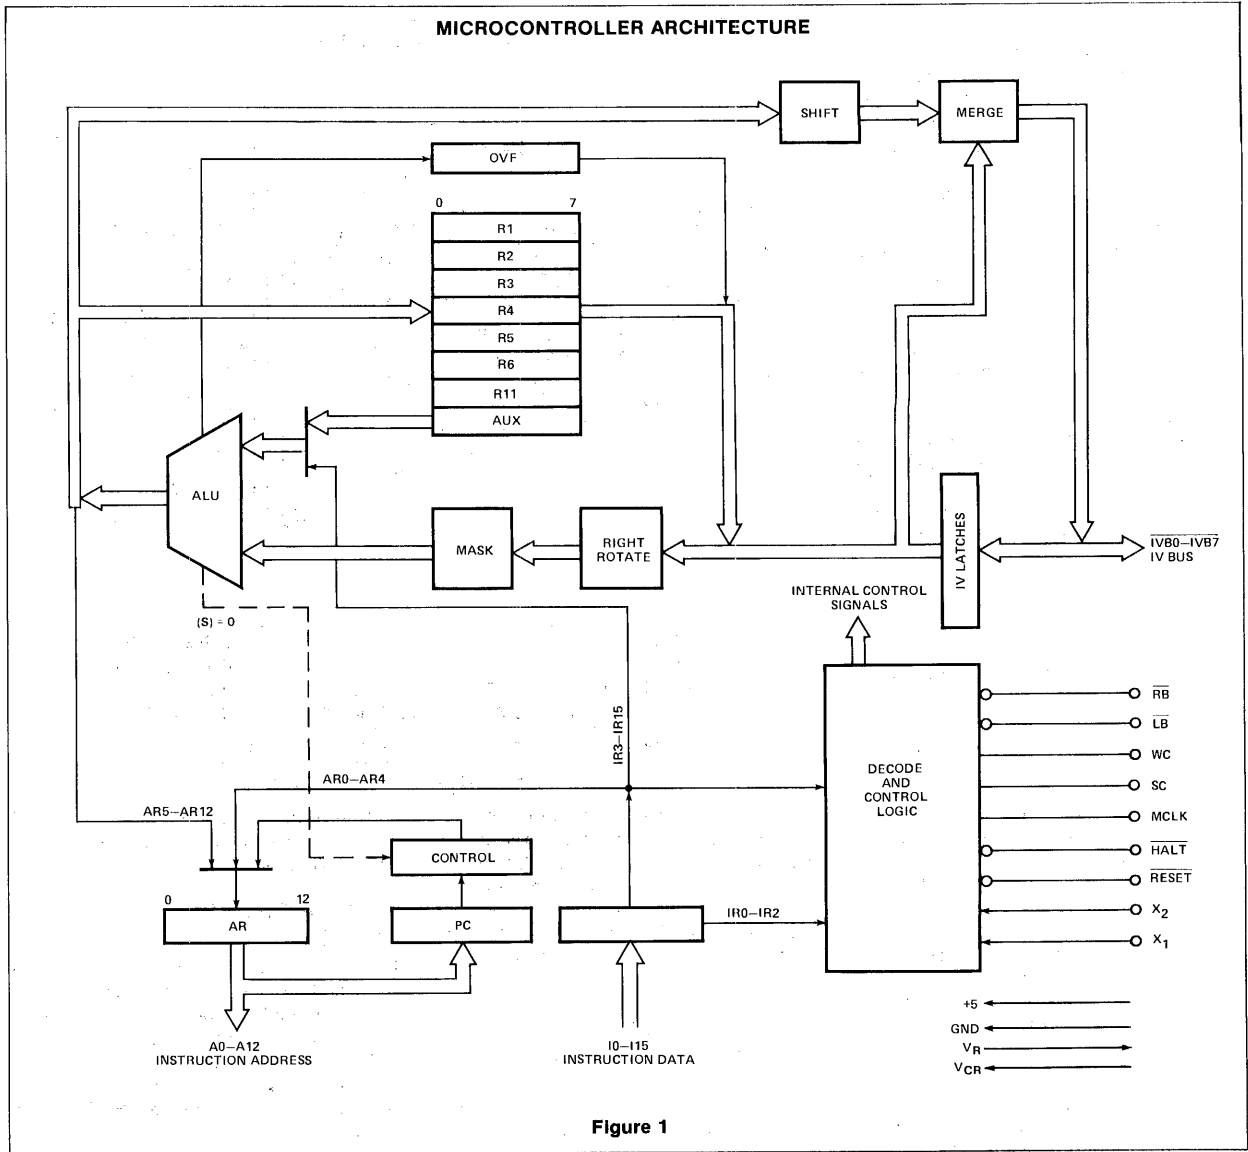 MICROCONTROLLER ARCHITECTURE
SHIFT
MERGE
OVF
0 7
R1
R2
R3
R4
R5
R6
R11
AUX
ALU
MASK
RIGHT
ROTATE
IV LATCHES
IVB0–IVB7
IV BUS
INTERNAL CONTROL
SIGNALS
(S) = 0
IR3–IR15
AR0–AR4
AR5–AR12
CONTROL
0 12
AR
PC
IR0–IR2
DECODE
AND
CONTROL
LOGIC
RB
LB
WC
SC
MCLK
HALT
RESET
X2
X1
A0–A12
INSTRUCTION ADDRESS
I0–I15
INSTRUCTION DATA
+5
GND
VR
VCR
Figure 1